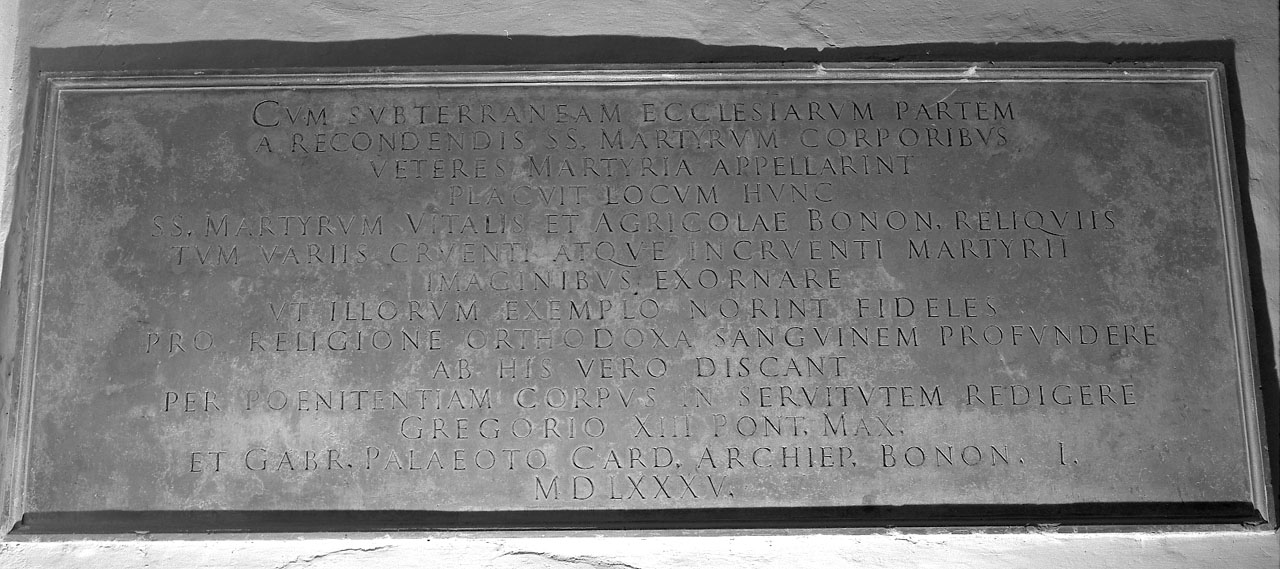 CVM SVBTERRANEAM ECCLESIARVM PARTEM
A RECONDENDIS SS. MARTYRVM CORPORIBVS
VETERES MARTYRIA APPELLARINT
PLACVIT LOCVM HVNC
SS. MARTYRVM VITALIS ET AGRICOLAE BONON. RELIQVIIS
TVM VARIIS CRVENTI ATQVE INCRVENTI MARTYRII
IMAGINIBVS EXORNARE
VT ILLORVM EXEMPLO NORINT FIDELES
PRO RELIGIONE ORTHODOXA SANGVINEM PROFVNDERE
AB HIS VERO DISCANT
PER POENITENTIAM CORPVS IN SERVITVTEM REDIGERE
GREGORIO XIII PONT. MAX.
ET GABR. PALAEOTO CARD. ARCHIEP. BONON. I.
MDLXXXV.